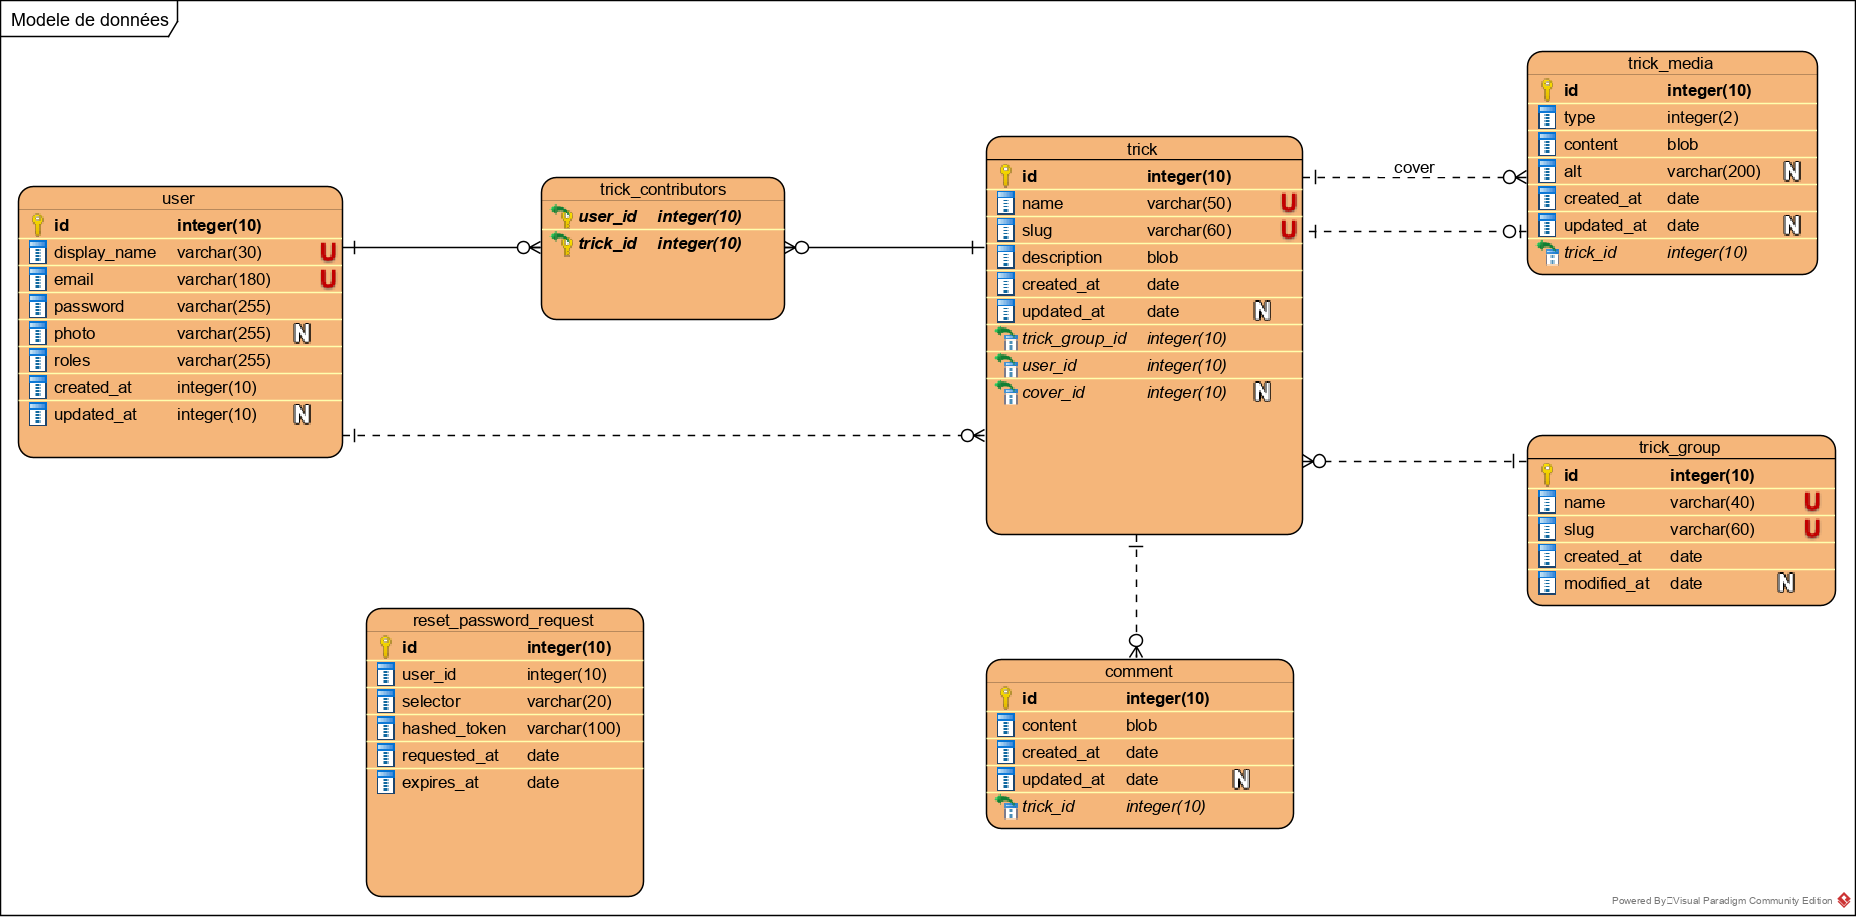 Modele de données
user
id integer(10)
display_name varchar(30) U
email varchar(180) U
password varchar(255)
photo varchar(255) N
roles varchar(255)
created_at integer(10)
updated_at integer(10) N
trick_contributors
user_id integer(10)
trick_id integer(10)
trick
id integer(10)
name varchar(50) U
slug varchar(60) U
description blob
created_at date
updated_at date N
trick_group_id integer(10)
user_id integer(10)
cover_id integer(10) N
cover
trick_media
id integer(10)
type integer(2)
content blob
alt varchar(200) N
created_at date
updated_at date N
trick_id integer(10)
trick_group
id integer(10)
name varchar(40) U
slug varchar(60) U
created_at date
modified_at date N
reset_password_request
id integer(10)
user_id integer(10)
selector varchar(20)
hashed_token varchar(100)
requested_at date
expires_at date
comment
id integer(10)
content blob
created_at date
updated_at date N
trick_id integer(10)
Powered By Visual Paradigm Community Edition